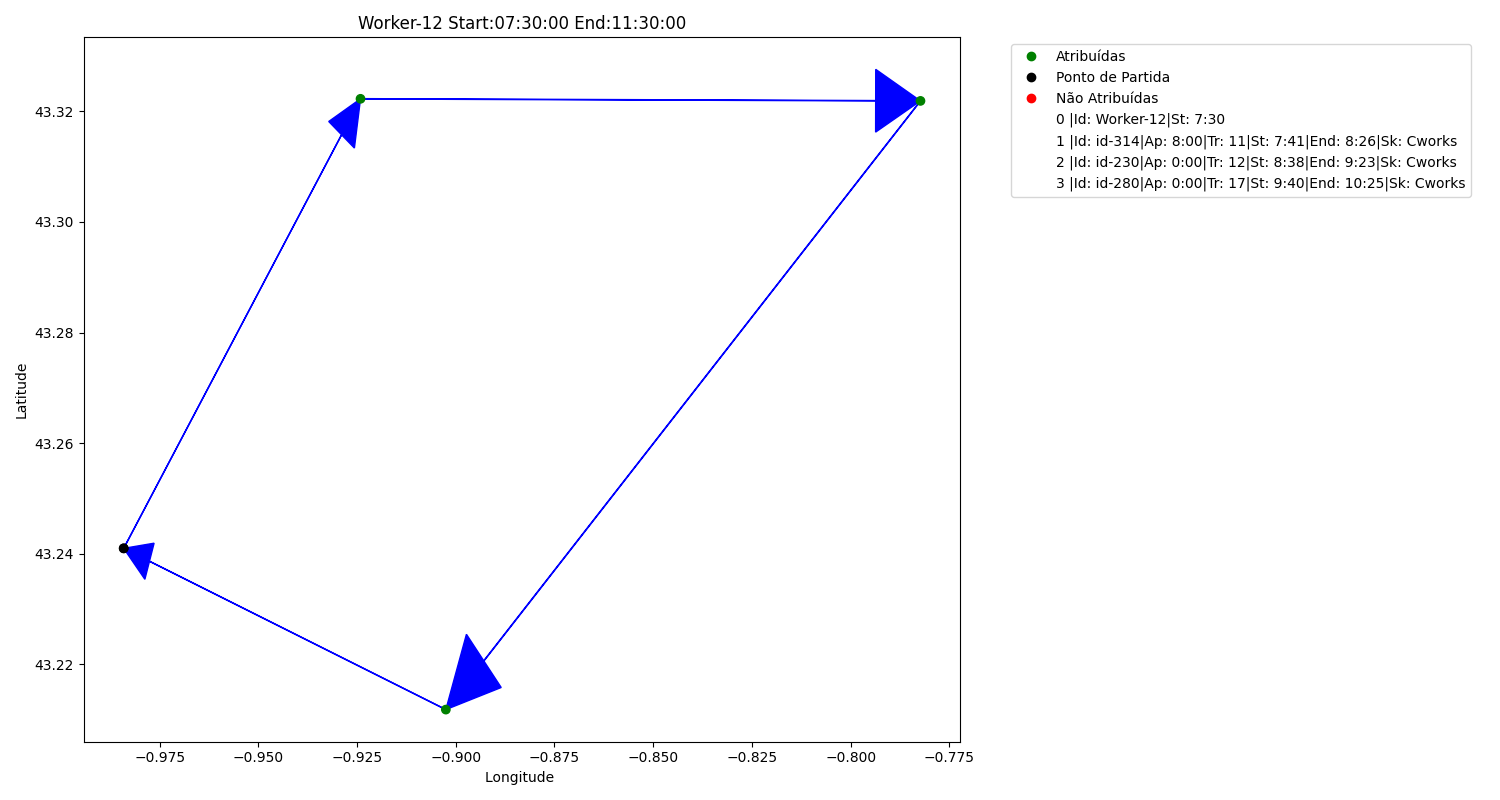 Worker-12 Start:07:30:00 End:11:30:00
Atribuídas
Ponto de Partida
Não Atribuídas
0 |Id: Worker-12|St: 7:30
1 |Id: id-314|Ap: 8:00|Tr: 11|St: 7:41|End: 8:26|Sk: Cworks
2 |Id: id-230|Ap: 0:00|Tr: 12|St: 8:38|End: 9:23|Sk: Cworks
3 |Id: id-280|Ap: 0:00|Tr: 17|St: 9:40|End: 10:25|Sk: Cworks
Latitude
43.32
43.30
43.28
43.26
43.24
43.22
−0.975 −0.950 −0.925 −0.900 −0.875 −0.850 −0.825 −0.800 −0.775
Longitude